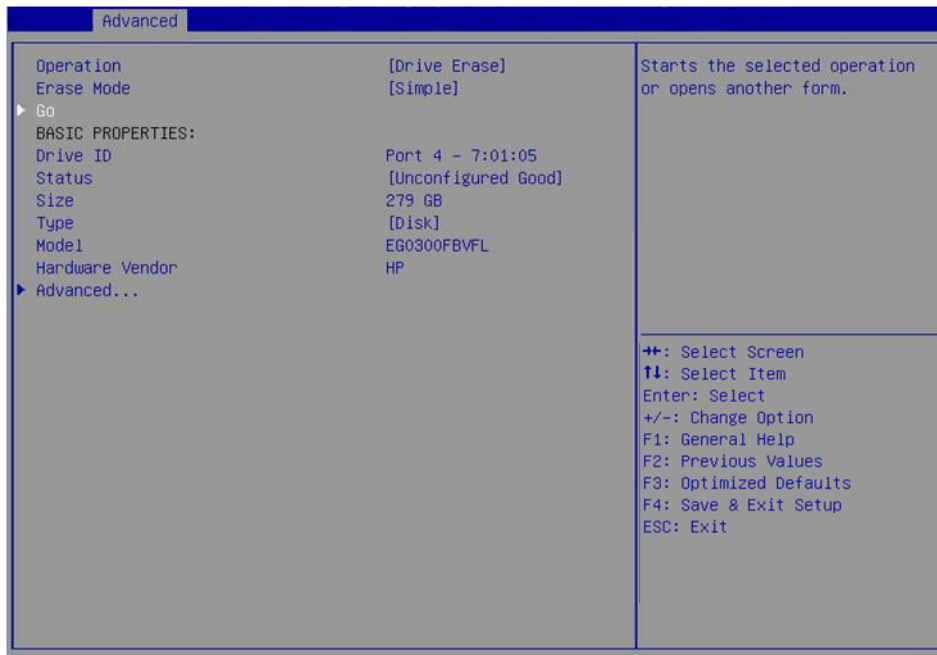 Advanced
Operation [Drive Erase]
Erase Mode [Simple]
Go
BASIC PROPERTIES:
Drive ID Port 4 - 7:01:05
Status [Unconfigured Good]
Size 279 GB
Type [Disk]
Model EG0300FBVFL
Hardware Vendor HP
Advanced...
Starts the selected operation
or opens another form.
→←: Select Screen
↑↓: Select Item
Enter: Select
+/-: Change Option
F1: General Help
F2: Previous Values
F3: Optimized Defaults
F4: Save & Exit Setup
ESC: Exit